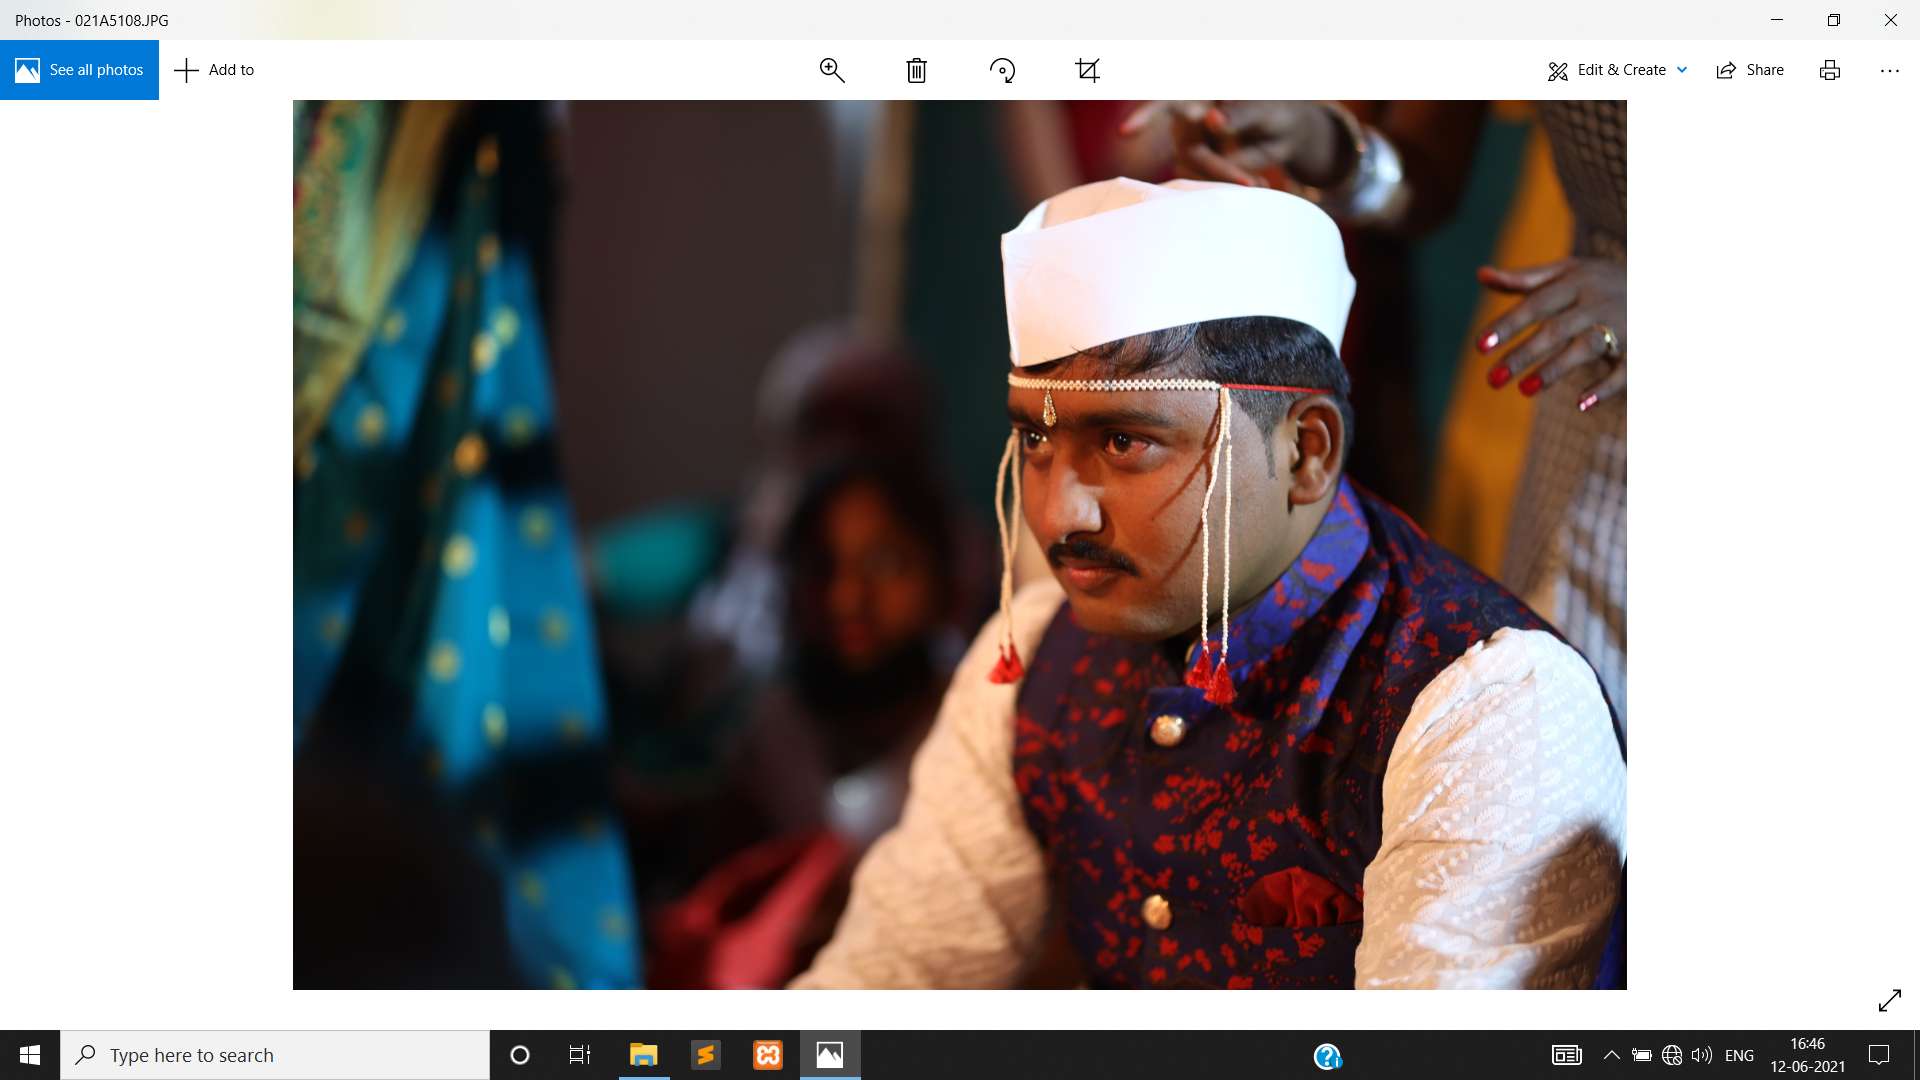 Photos - 021A5108.JPG
See all photos
Add to
Edit & Create
Share
Type here to search
ENG
16:46
12-06-2021